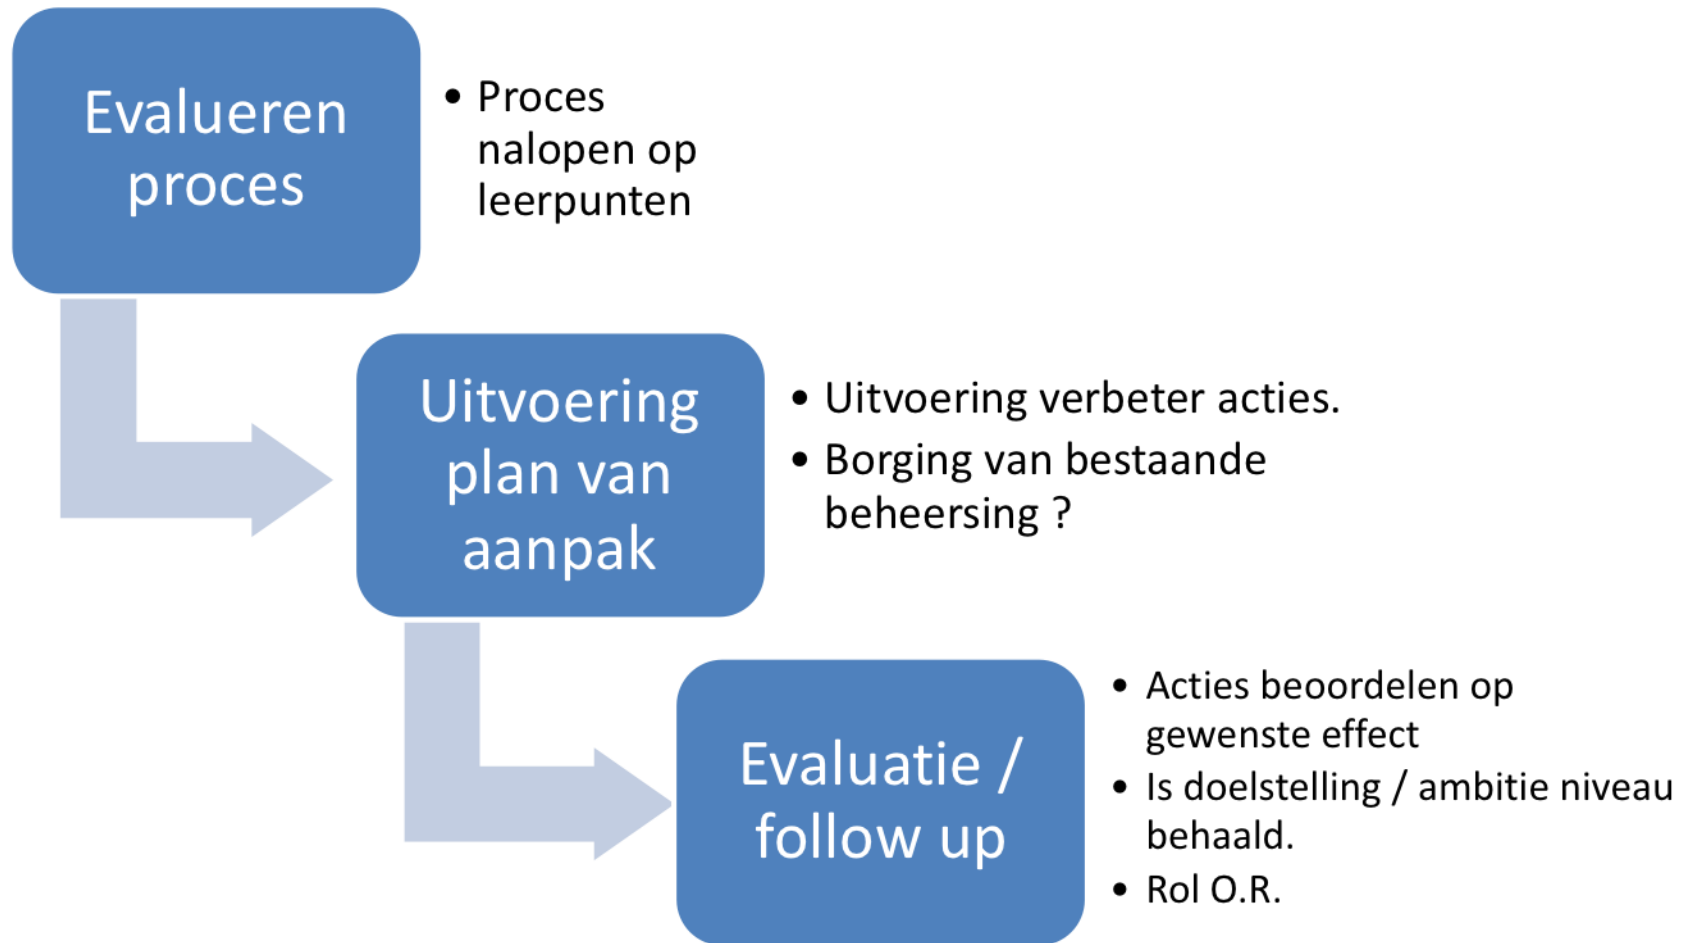 Evalueren
proces
• Proces
nalopen op
leerpunten
Uitvoering
plan van
aanpak
• Uitvoering verbeter acties.
• Borging van bestaande
beheersing ?
Evaluatie /
follow up
• Acties beoordelen op
gewenste effect
• Is doelstelling / ambitie niveau
behaald.
• Rol O.R.